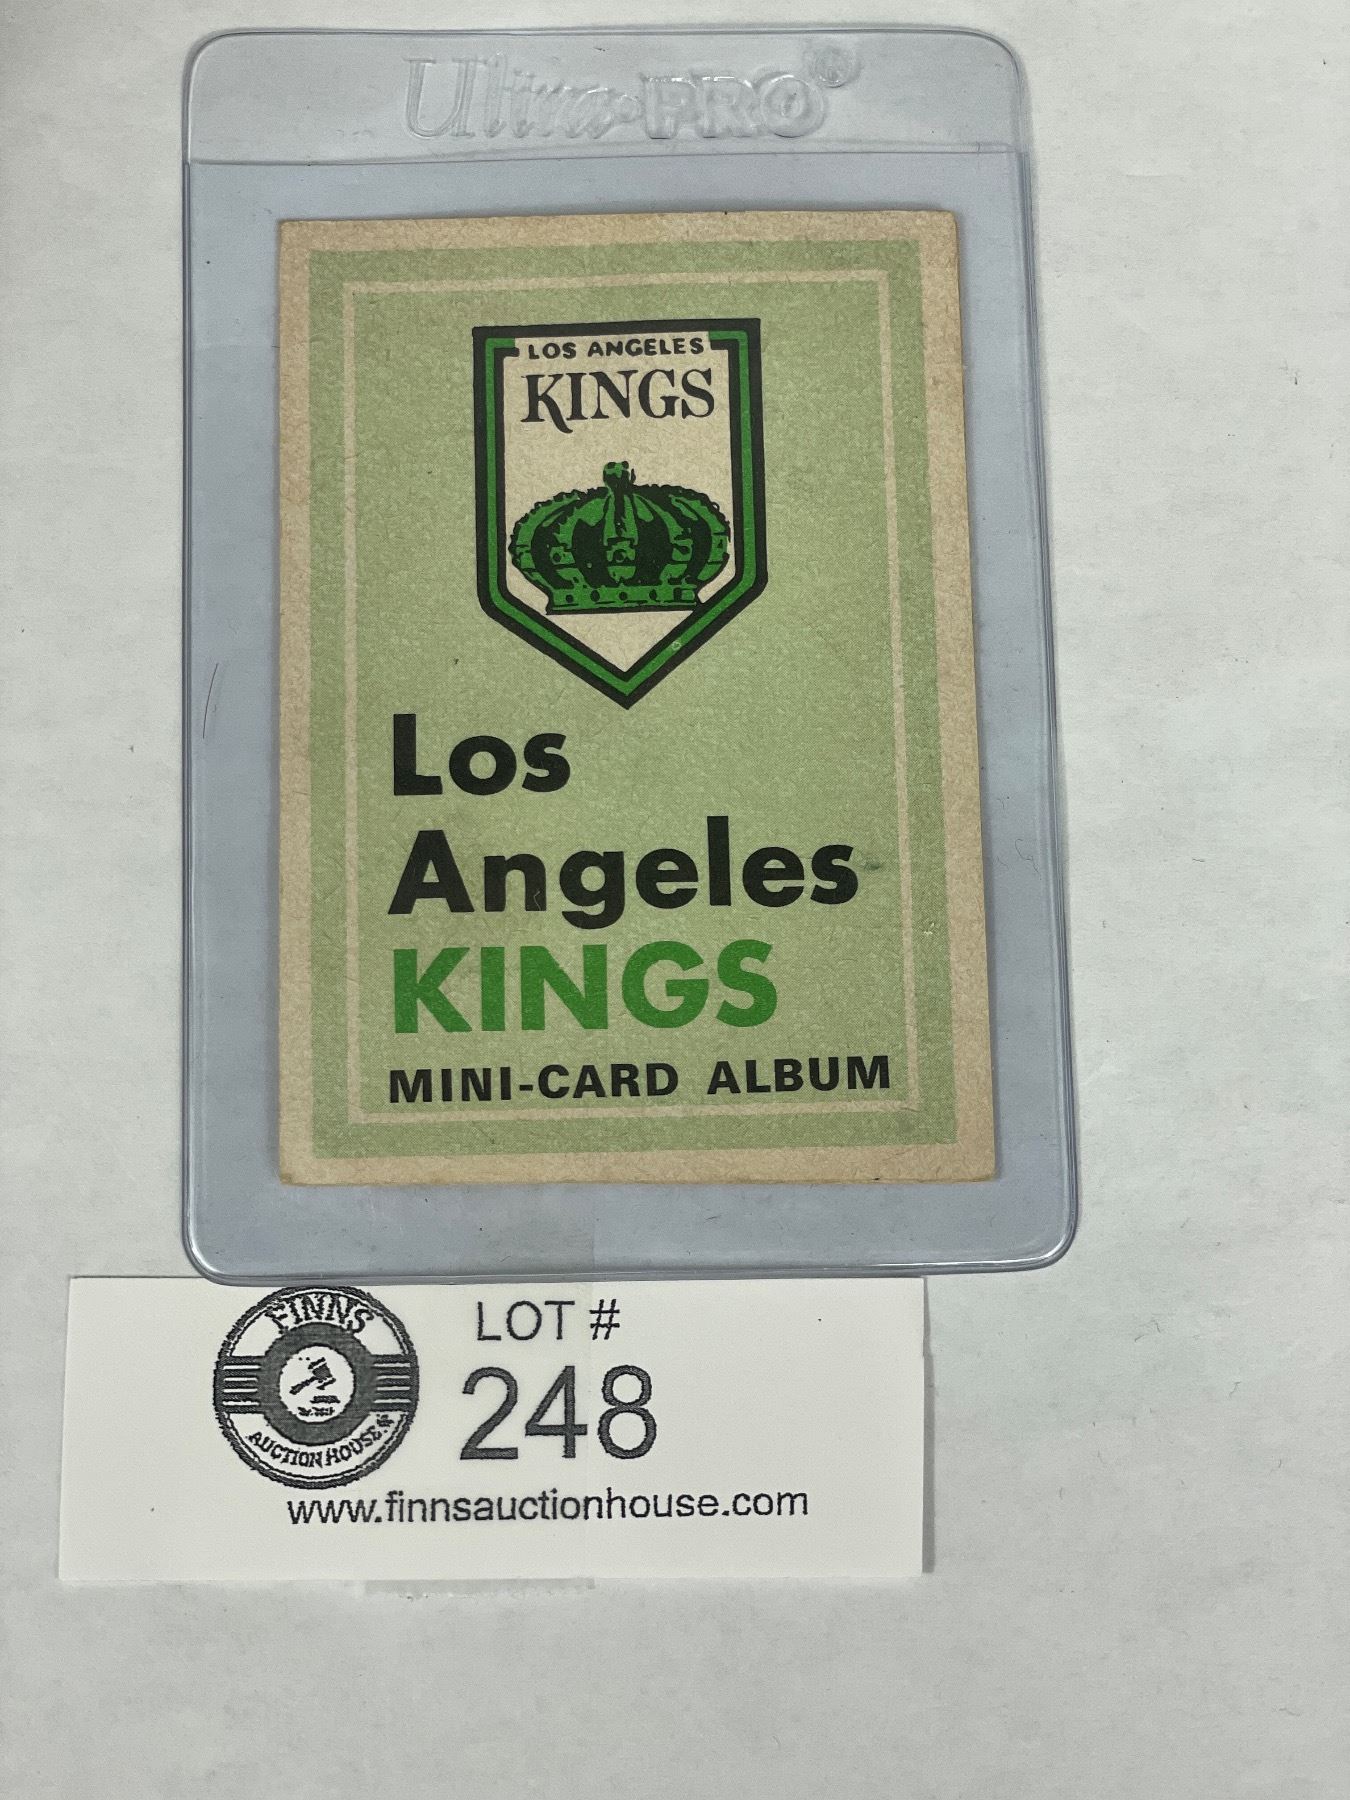 Ultra·PRO®
LOS ANGELES
KINGS
Los
Angeles
KINGS
MINI-CARD ALBUM
FINNS
AUCTION HOUSE
LOT #
248
www.finnsauctionhouse.com